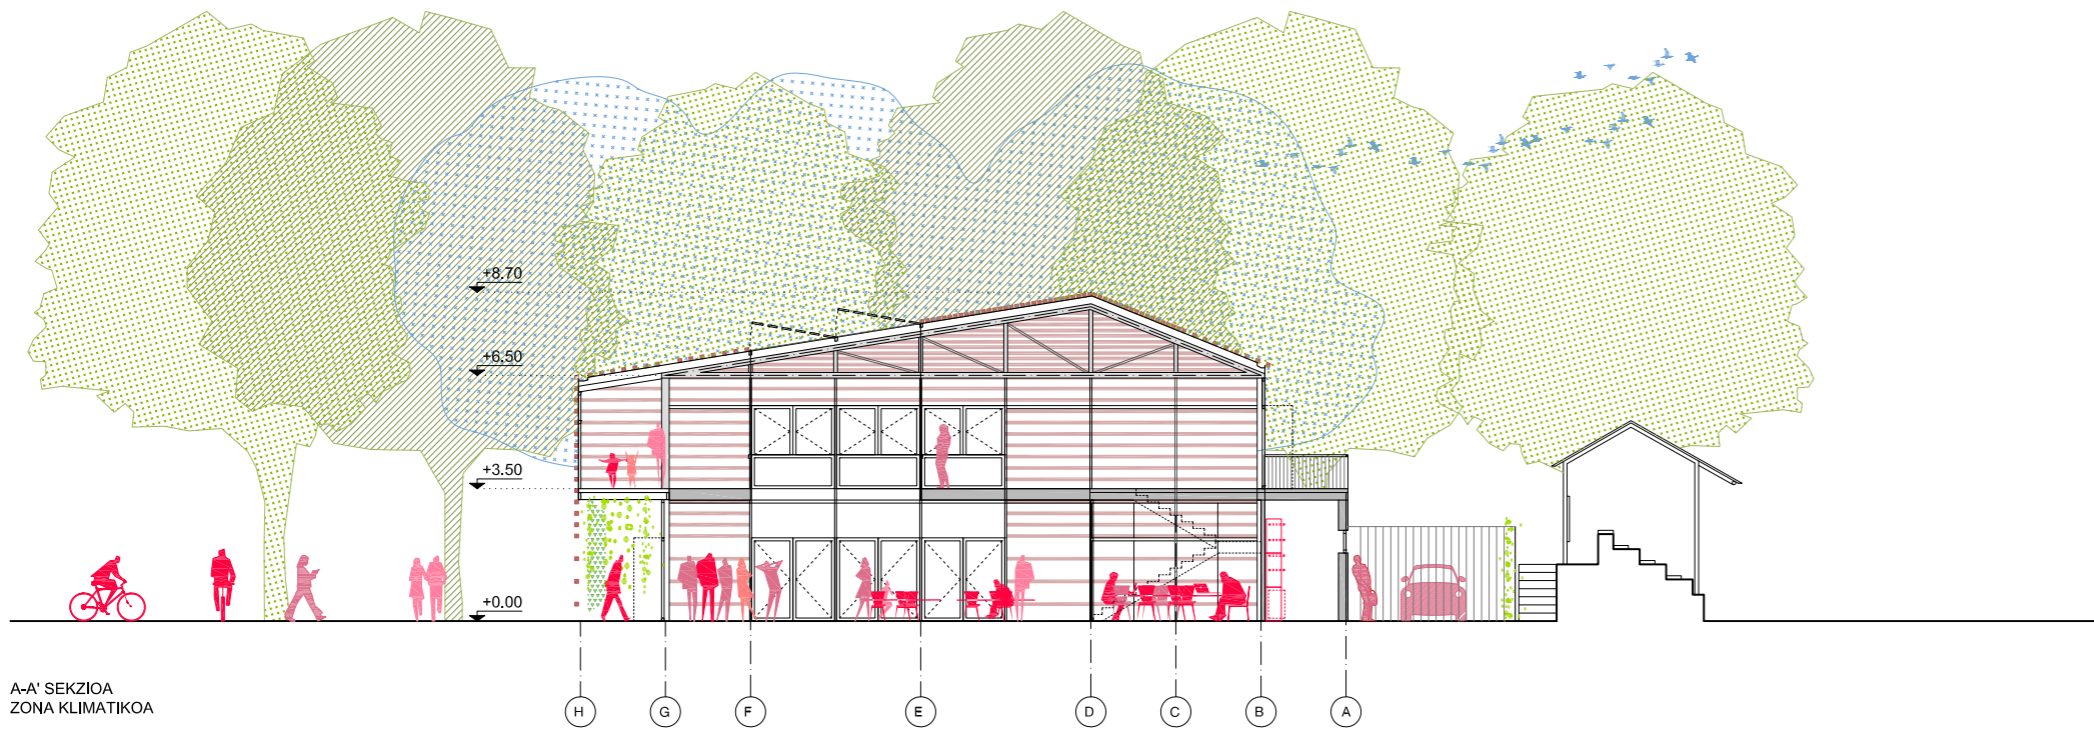 +8.70
+6.50
+3.50
+0.00
A-A' SEKZIOA
ZONA KLIMATIKOA
H G F E D C B A